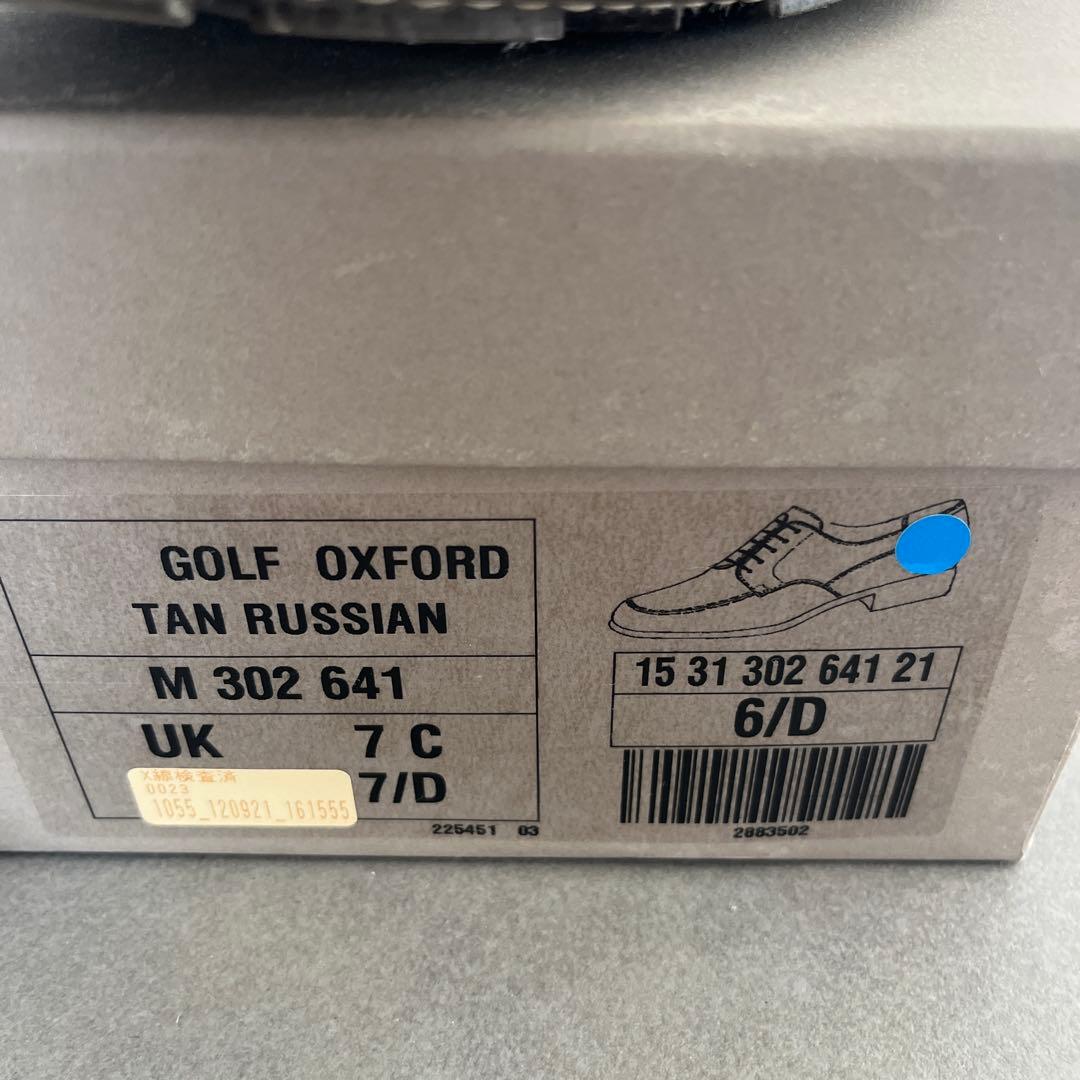 GOLF OXFORD
TAN RUSSIAN
M 302 641
UK 7 C
7/D
X線検査済
0023
1055_120921_161555
225451 03
15 31 302 641 21
6/D
2883502